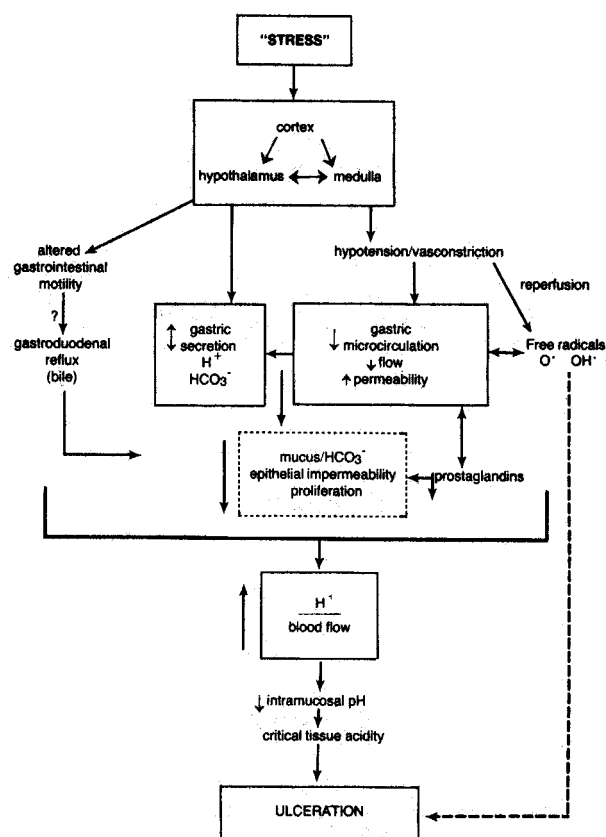 "STRESS"
cortex
hypothalamus ↔ medulla
altered
gastrointestinal
motility
?
gastroduodenal
reflux
(bile)
hypotension/vasconstriction
reperfusion
↕ gastric
secretion
H+
HCO3-
↓ gastric
microcirculation
↓ flow
↑ permeability
Free radicals
O· OH·
mucus/HCO3-
epithelial impermeability
proliferation
prostaglandins
H+
blood flow
↓ intramucosal pH
critical tissue acidity
ULCERATION